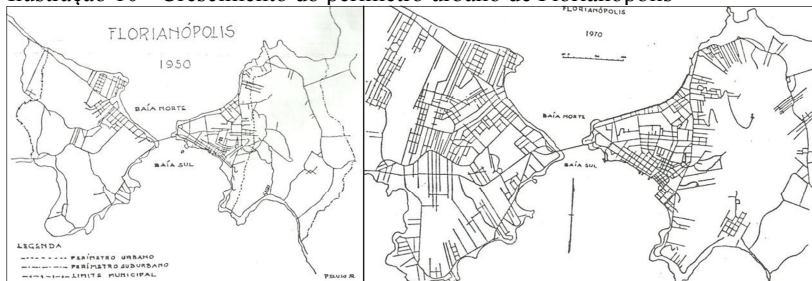 Ilustração 10 - Crescimento do perímetro urbano de Florianópolis
FLORIANÓPOLIS
1950
BAÍA NORTE
BAÍA SUL
LEGENDA
PERÍMETRO URBANO
PERÍMETRO SUBURBANO
LIMITE MUNICIPAL
FLORIANÓPOLIS
1970
BAÍA NORTE
BAÍA SUL